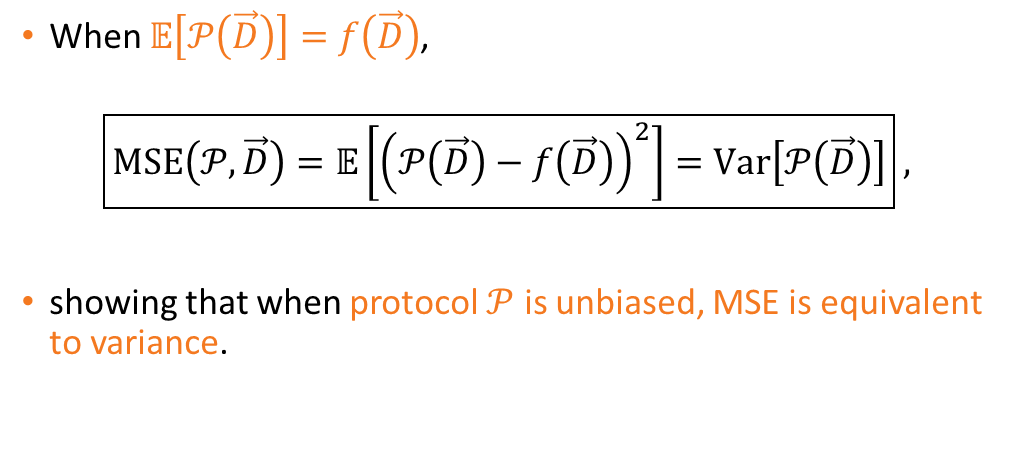 • When 𝔼[𝒫(D⃗)] = f(D⃗),
MSE(𝒫, D⃗) = 𝔼[(𝒫(D⃗) − f(D⃗))²] = Var[𝒫(D⃗)],
• showing that when protocol 𝒫 is unbiased, MSE is equivalent
to variance.